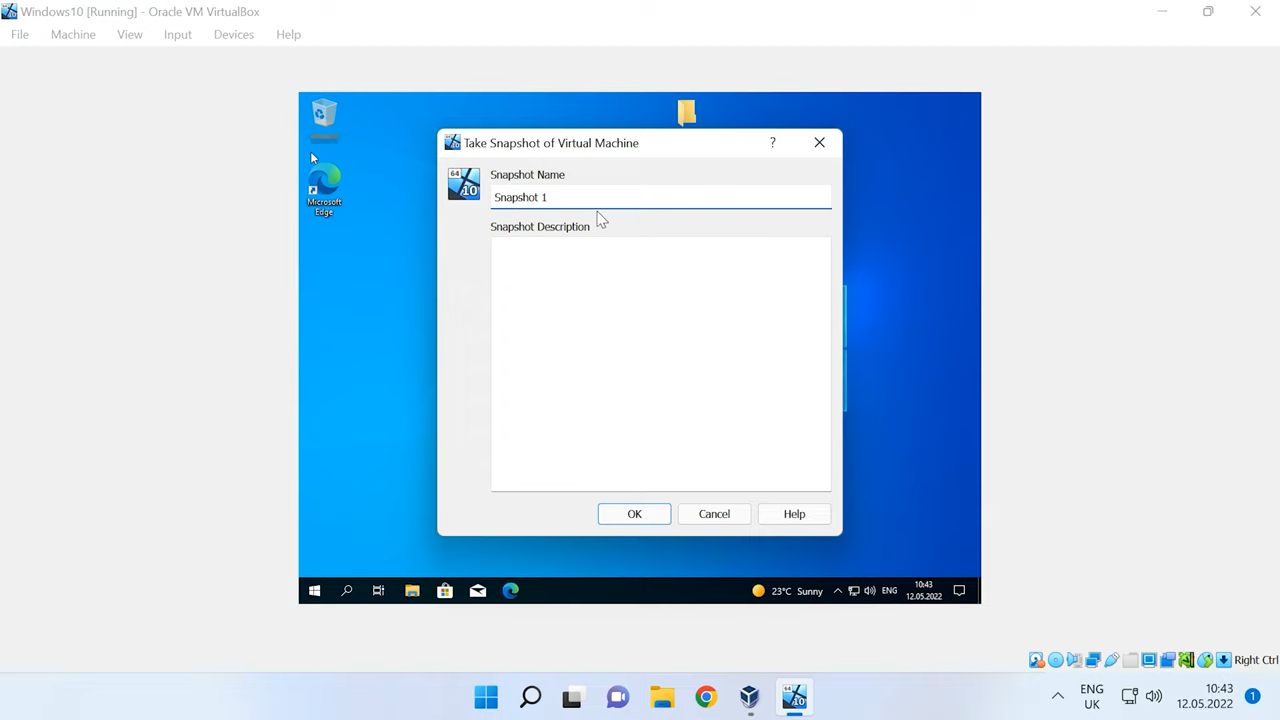 Windows10 [Running] - Oracle VM VirtualBox
File Machine View Input Devices Help
Take Snapshot of Virtual Machine ?
64
10
Snapshot Name
Snapshot 1
Snapshot Description
OK Cancel Help
Microsoft
Edge
23°C Sunny ENG 10:43
12.05.2022
Right Ctrl
ENG
UK
10:43
12.05.2022
1